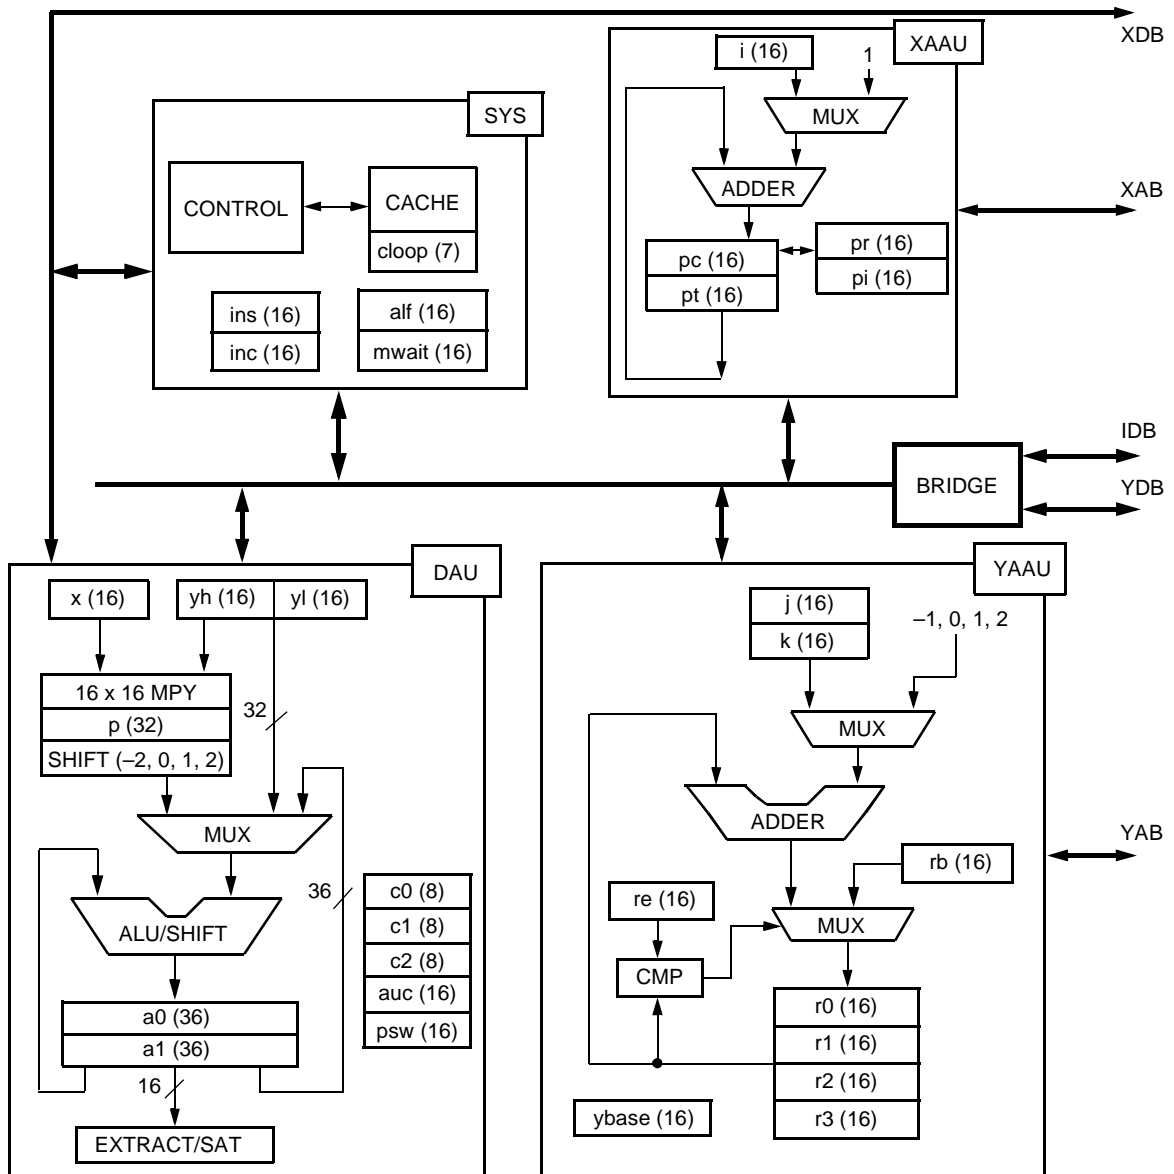 XDB
XAAU
i (16)
1
MUX
SYS
CONTROL
CACHE
cloop (7)
ADDER
XAB
pc (16)
pt (16)
pr (16)
pi (16)
ins (16)
inc (16)
alf (16)
mwait (16)
IDB
BRIDGE
YDB
DAU
x (16)
yh (16)
yl (16)
16 x 16 MPY
p (32)
SHIFT (–2, 0, 1, 2)
32
MUX
ALU/SHIFT
36
a0 (36)
a1 (36)
16
EXTRACT/SAT
c0 (8)
c1 (8)
c2 (8)
auc (16)
psw (16)
YAAU
j (16)
k (16)
–1, 0, 1, 2
MUX
ADDER
YAB
rb (16)
re (16)
MUX
CMP
r0 (16)
r1 (16)
r2 (16)
r3 (16)
ybase (16)